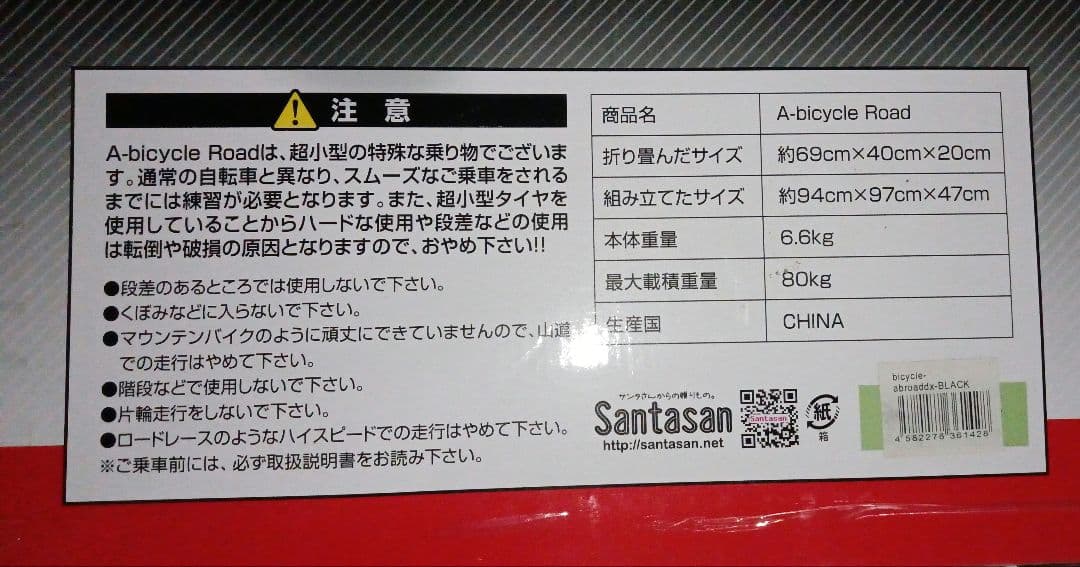 注意
A-bicycle Roadは、超小型の特殊な乗り物でございま
す。通常の自転車と異なり、スムーズなご乗車をされる
までには練習が必要となります。また、超小型タイヤを
使用していることからハードな使用や段差などの使用
は転倒や破損の原因となりますので、おやめ下さい!!
●段差のあるところでは使用しないで下さい。
●くぼみなどに入らないで下さい。
●マウンテンバイクのように頑丈にできていませんので、山道
での走行はやめて下さい。
●階段などで使用しないで下さい。
●片輪走行をしないで下さい。
●ロードレースのようなハイスピードでの走行はやめて下さい。
※ご乗車前には、必ず取扱説明書をお読み下さい。
商品名 A-bicycle Road
折り畳んだサイズ 約69cm×40cm×20cm
組み立てたサイズ 約94cm×97cm×47cm
本体重量 6.6kg
最大載積重量 80kg
生産国 CHINA
サンタさんからの贈りもの。
Santasan
http://santasan.net
Santasan
紙
箱
bicycle-
abroaddx-BLACK
4 582278 361428